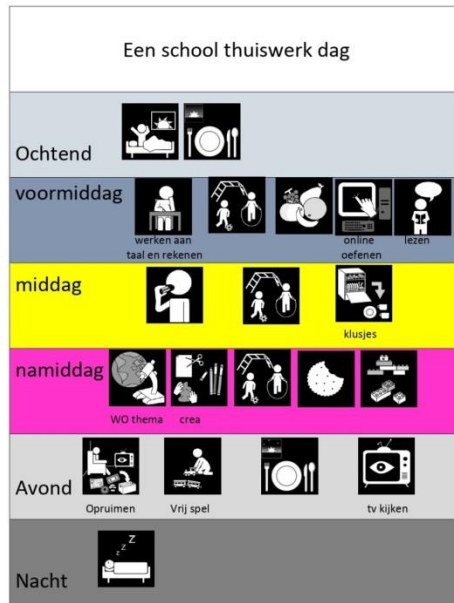 Een school thuiswerk dag
Ochtend
voormiddag
werken aan
taal en rekenen
online
oefenen
lezen
middag
klusjes
namiddag
WO thema
crea
Avond
Opruimen
Vrij spel
tv kijken
Nacht
z z Z Z